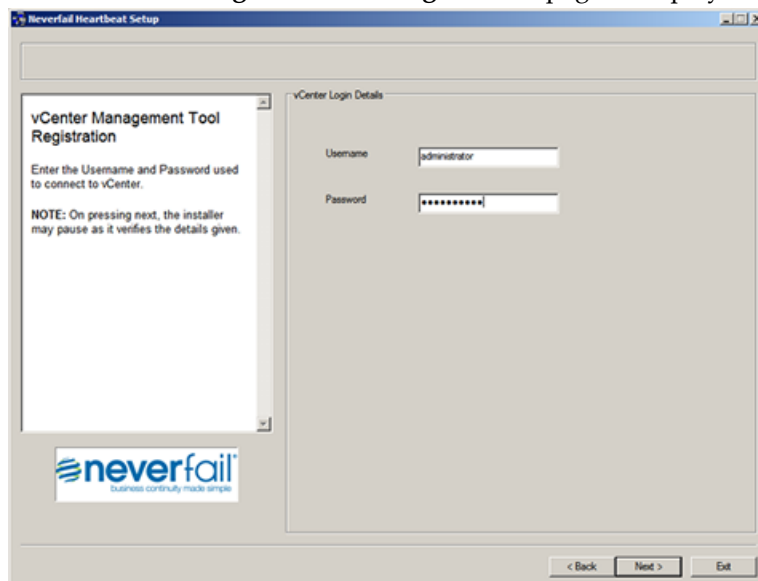 Neverfail Heartbeat Setup
vCenter Management Tool
Registration
Enter the Username and Password used
to connect to vCenter.
NOTE: On pressing next, the installer
may pause as it verifies the details given.
vCenter Login Details
Username
administrator
Password
••••••••••
neverfail
business continuity made simple
< Back
Next >
Exit